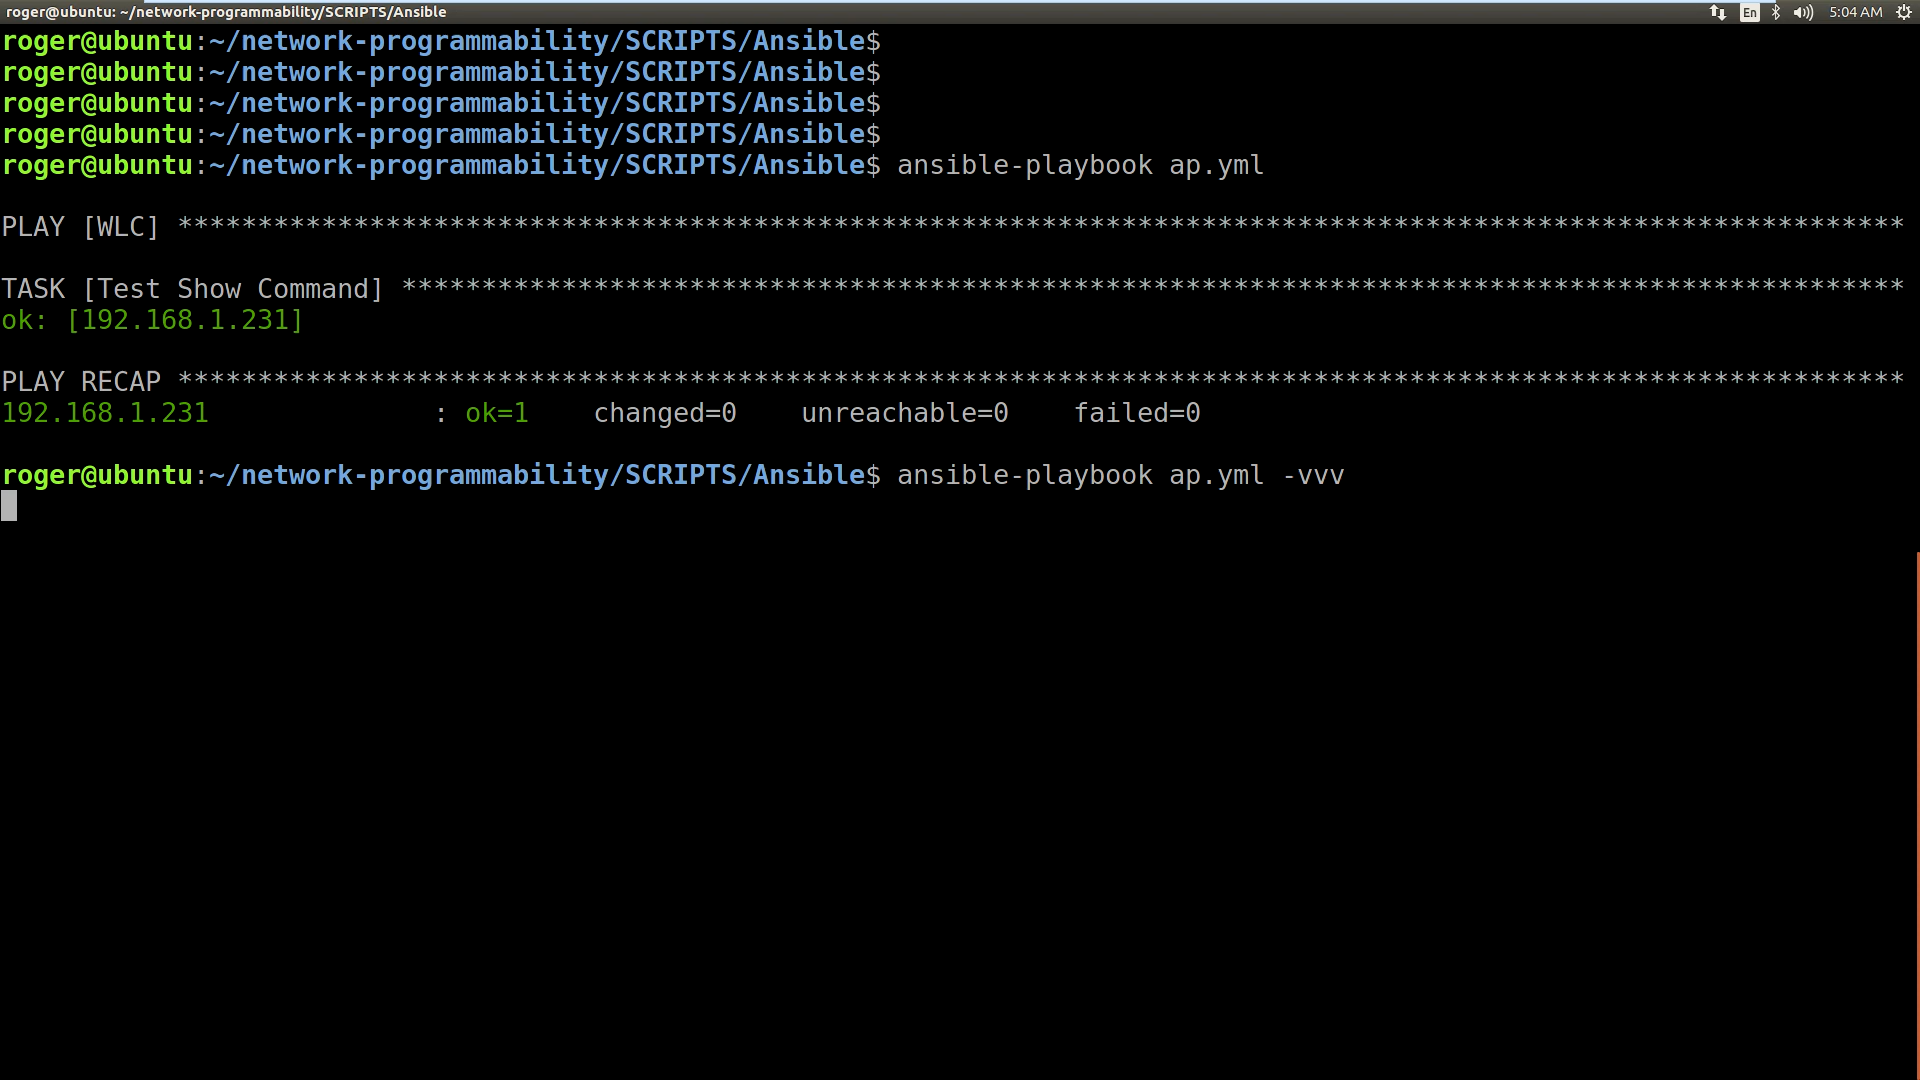 roger@ubuntu: ~/network-programmability/SCRIPTS/Ansible En 5:04 AM
roger@ubuntu:~/network-programmability/SCRIPTS/Ansible$
roger@ubuntu:~/network-programmability/SCRIPTS/Ansible$
roger@ubuntu:~/network-programmability/SCRIPTS/Ansible$
roger@ubuntu:~/network-programmability/SCRIPTS/Ansible$
roger@ubuntu:~/network-programmability/SCRIPTS/Ansible$ ansible-playbook ap.yml
PLAY [WLC] ************************************************************************************************************
TASK [Test Show Command] **********************************************************************************************
ok: [192.168.1.231]
PLAY RECAP ************************************************************************************************************
192.168.1.231              : ok=1    changed=0    unreachable=0    failed=0
roger@ubuntu:~/network-programmability/SCRIPTS/Ansible$ ansible-playbook ap.yml -vvv